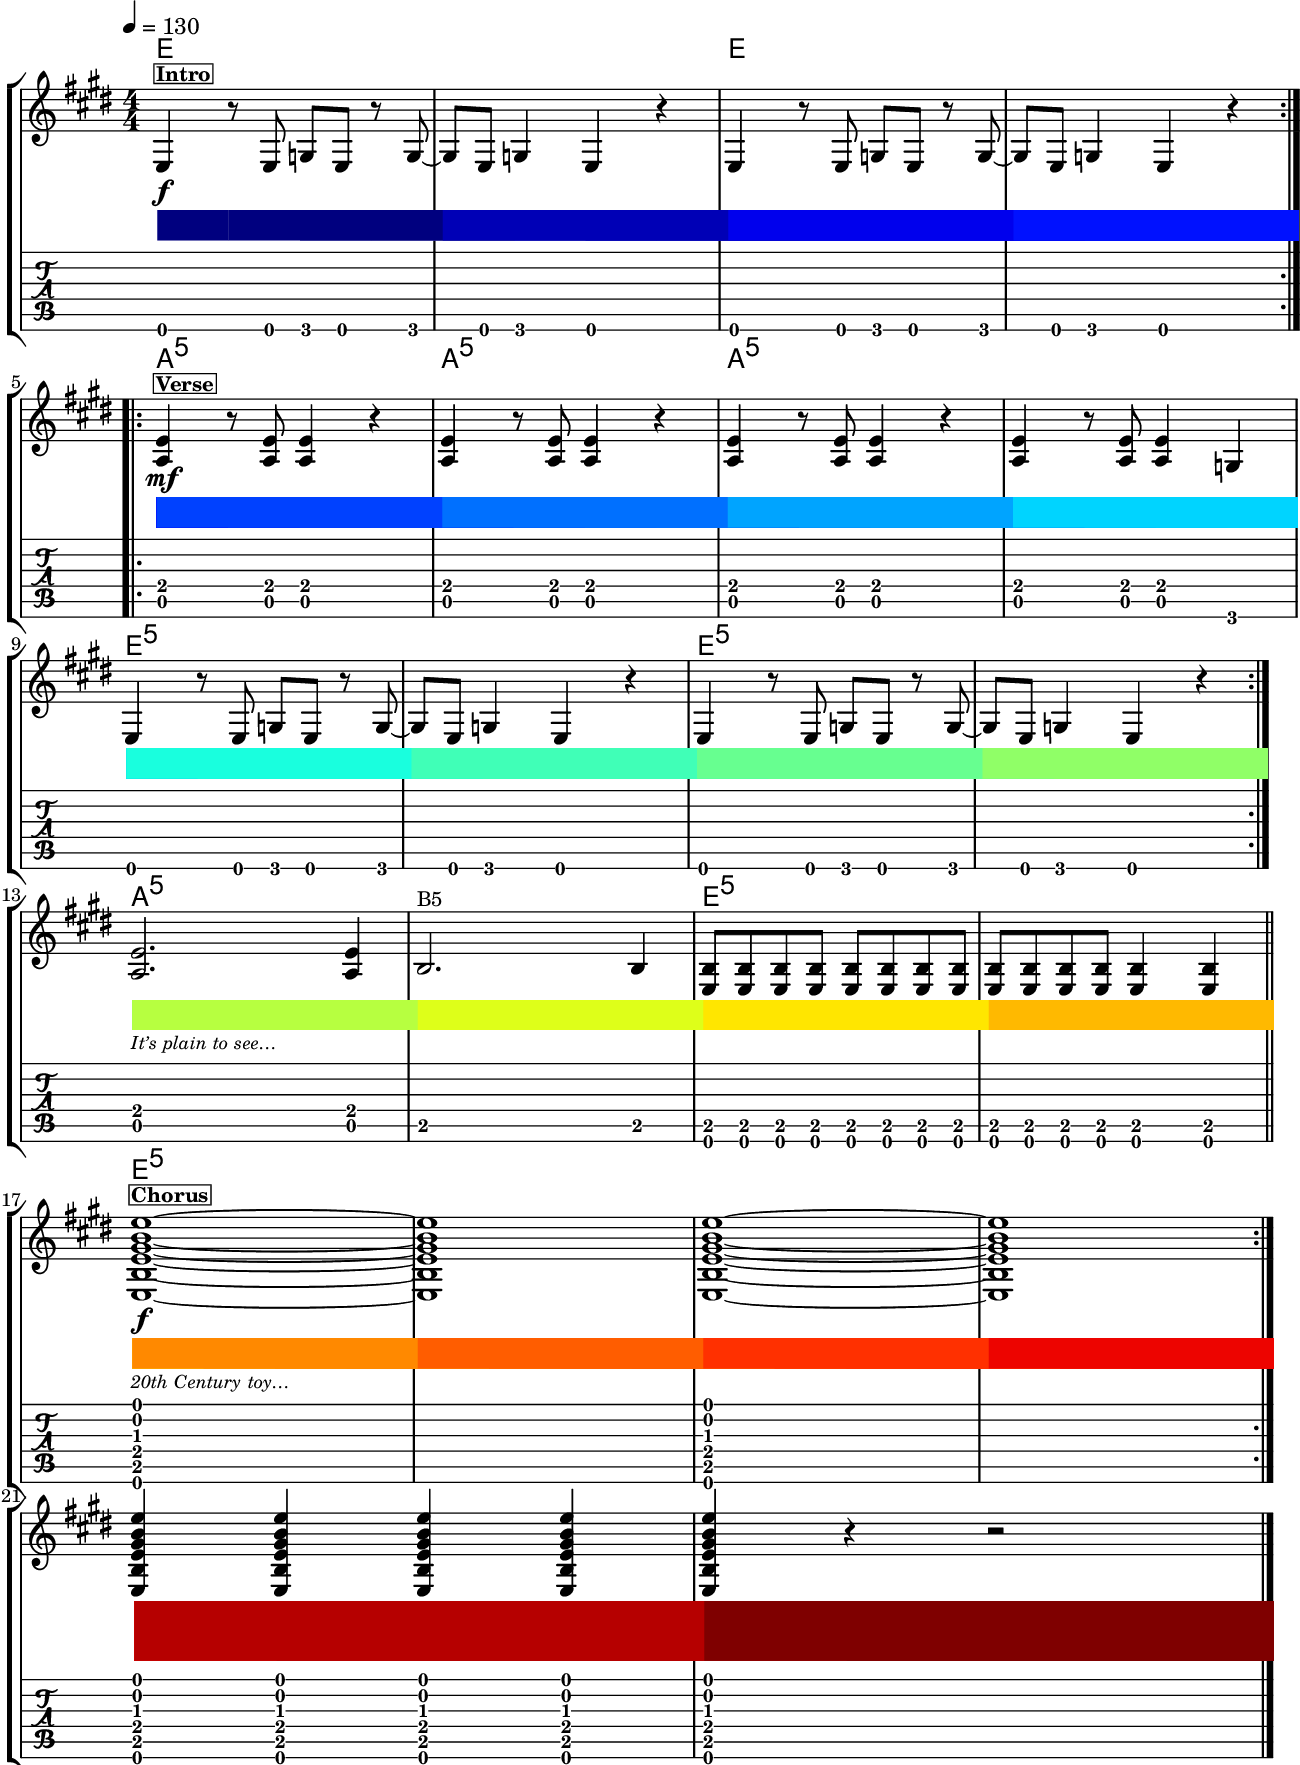 ♩ = 130
E E
Intro
4
4
f
T
A
B
0 0 3 0 3 0 3 0 0 0 3 0 3 0 3 0
A5 A5 A5
5
Verse
mf
T
A
B
2 2 2 2 2 2 2 2 2 2 2 2
0 0 0 0 0 0 0 0 0 0 0 0
3
E5 E5
9
T
A
B
0 0 3 0 3 0 3 0 0 0 3 0 3 0 3 0
A5 E5
13
B5
It’s plain to see…
T
A
B
2 2
0 0 2 2 2 2 2 2 2 2 2 2 2 2 2 2 2 2
0 0 0 0 0 0 0 0 0 0 0 0 0 0
E5
17
Chorus
f
20th Century toy…
0 0
T
0 0
A
1 1
2 2
B
2 2
0 0
21
0 0 0 0 0
T
0 0 0 0 0
A
1 1 1 1 1
2 2 2 2 2
B
2 2 2 2 2
0 0 0 0 0